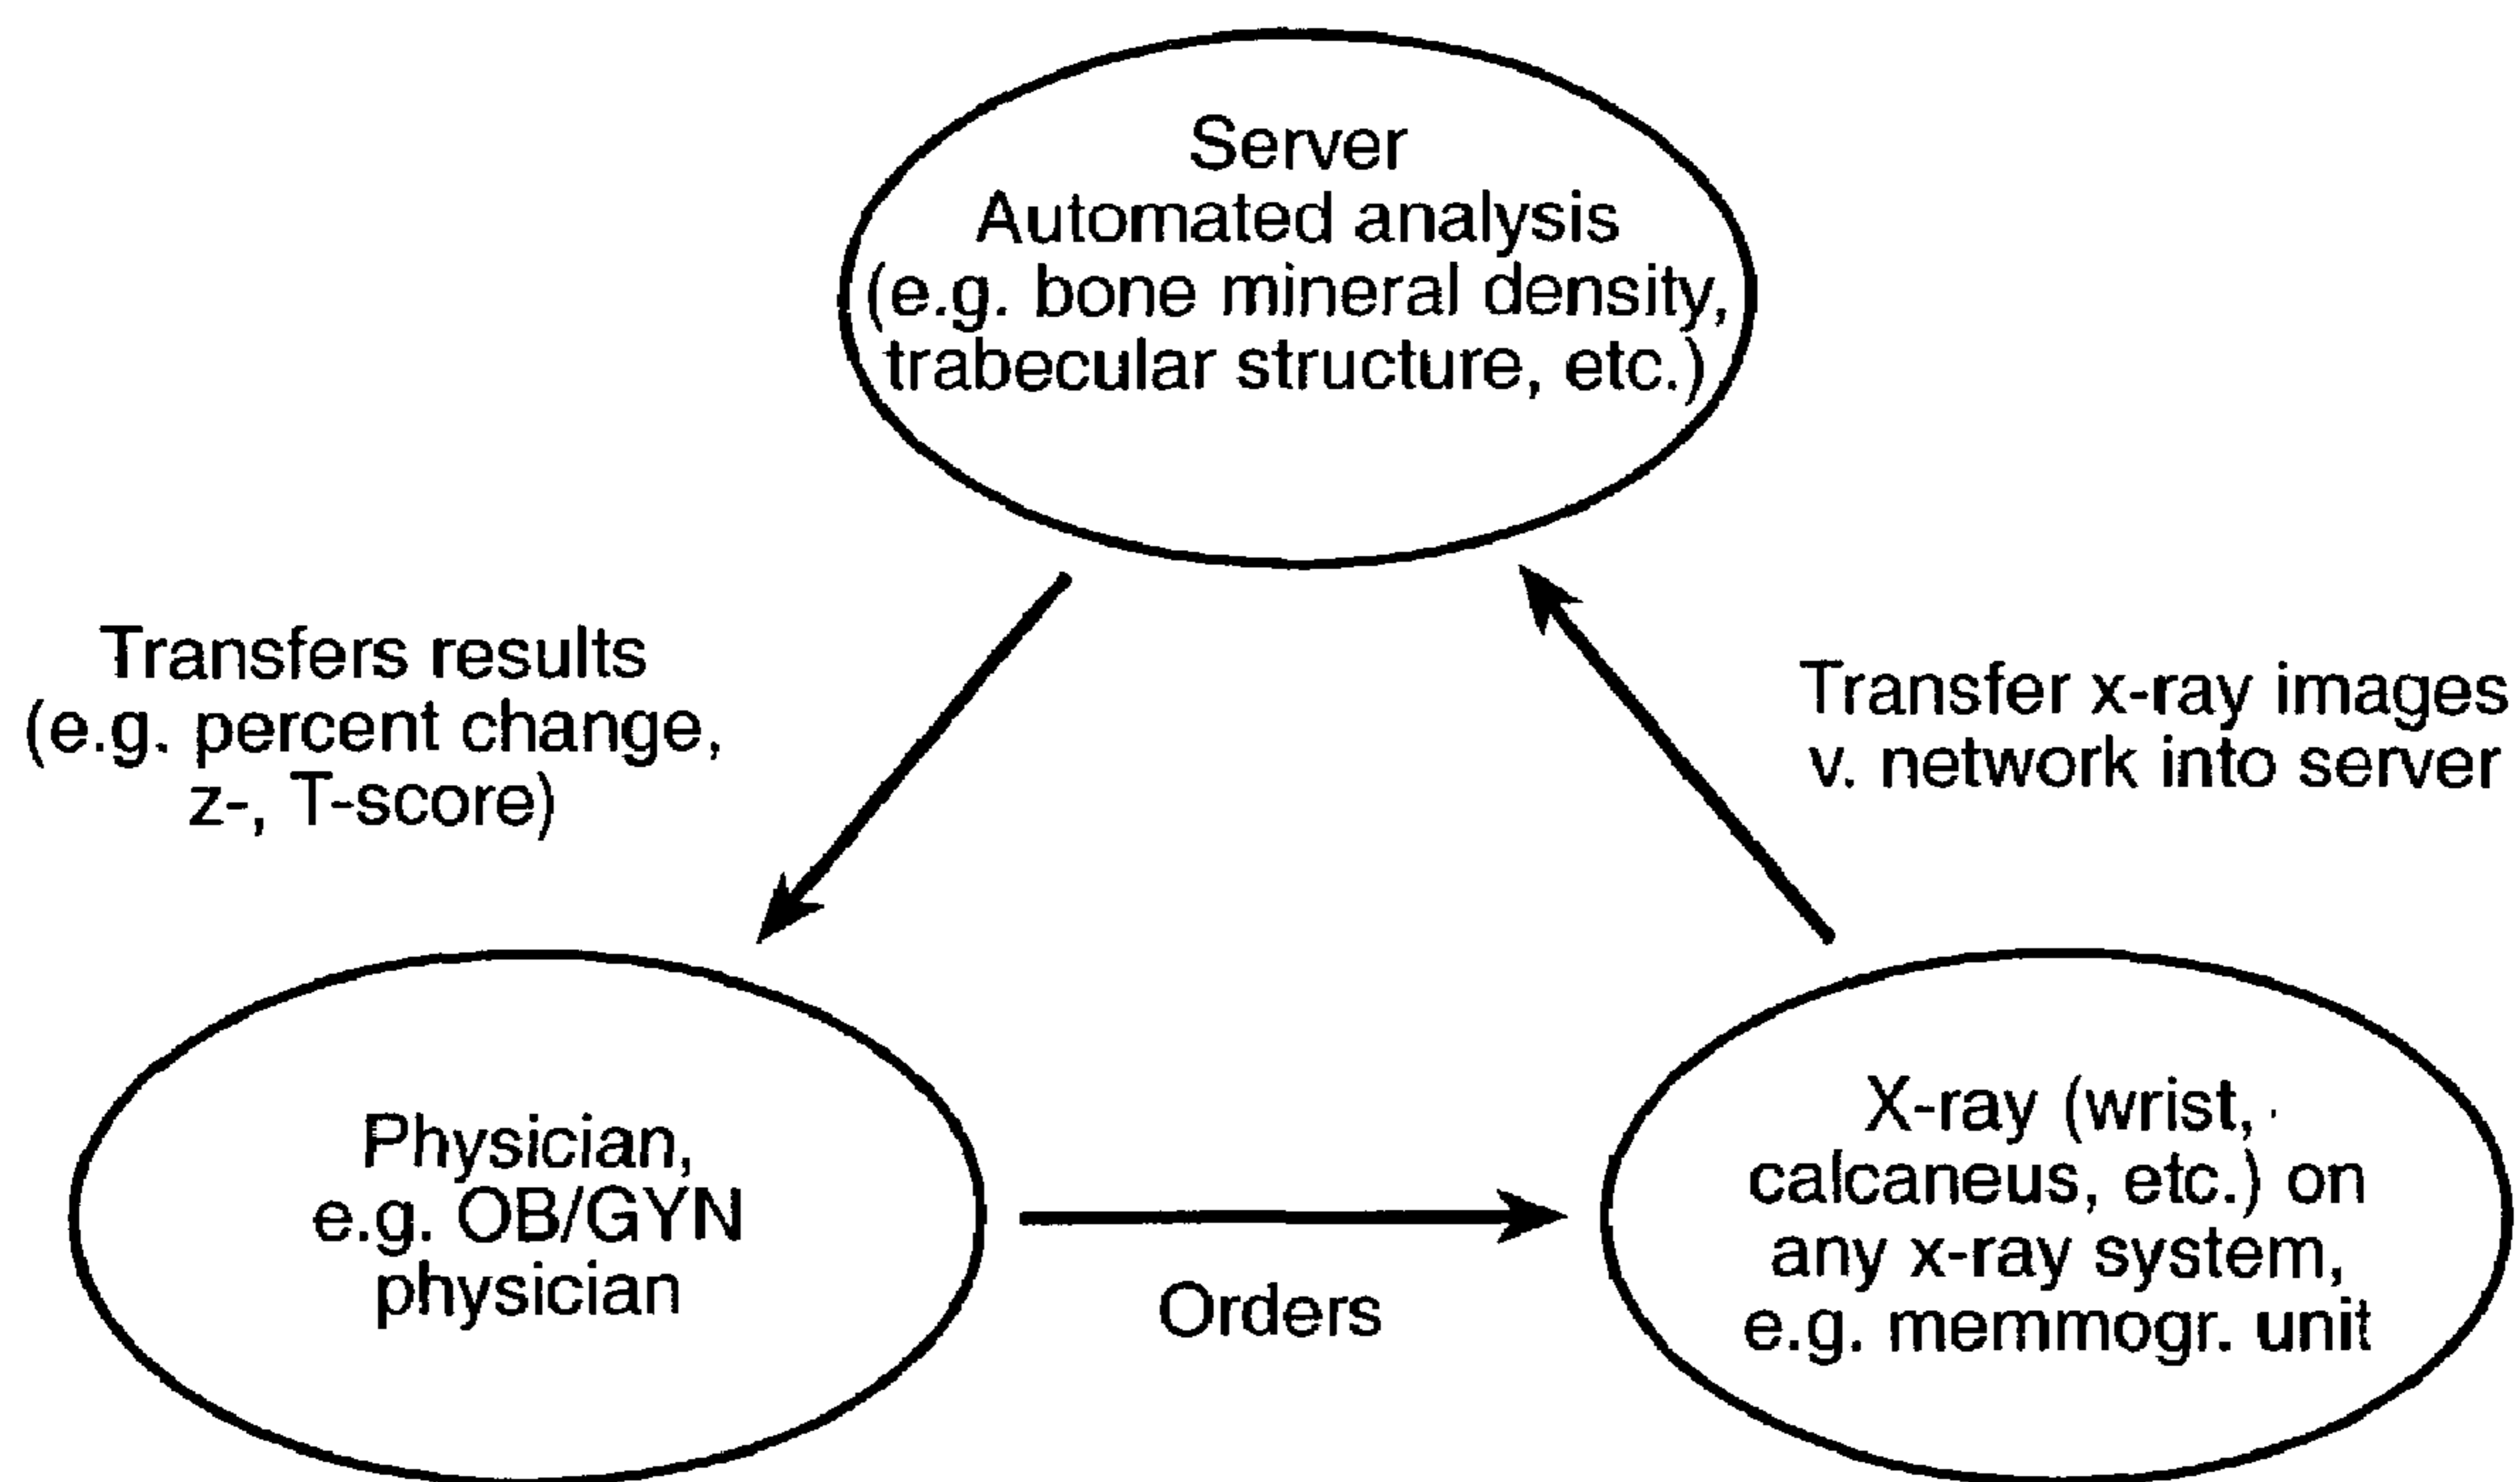 Server
Automated analysis
(e.g. bone mineral density,
trabecular structure, etc.)
Transfers results
(e.g. percent change,
z-, T-score)
Transfer x-ray images
v. network into server
Physician,
e.g. OB/GYN
physician
Orders
X-ray (wrist,
calcaneus, etc.) on
any x-ray system,
e.g. memmogr. unit